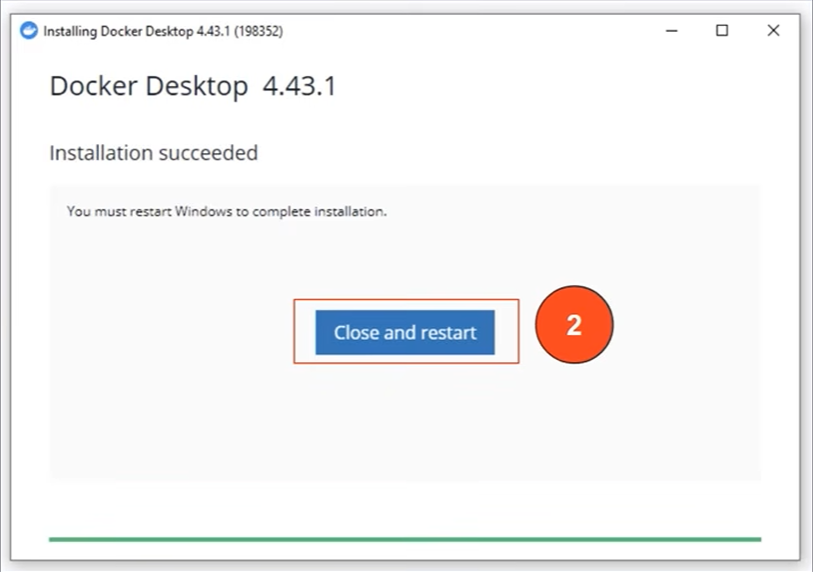 Installing Docker Desktop 4.43.1 (198352)
Docker Desktop 4.43.1
Installation succeeded
You must restart Windows to complete installation.
Close and restart
2